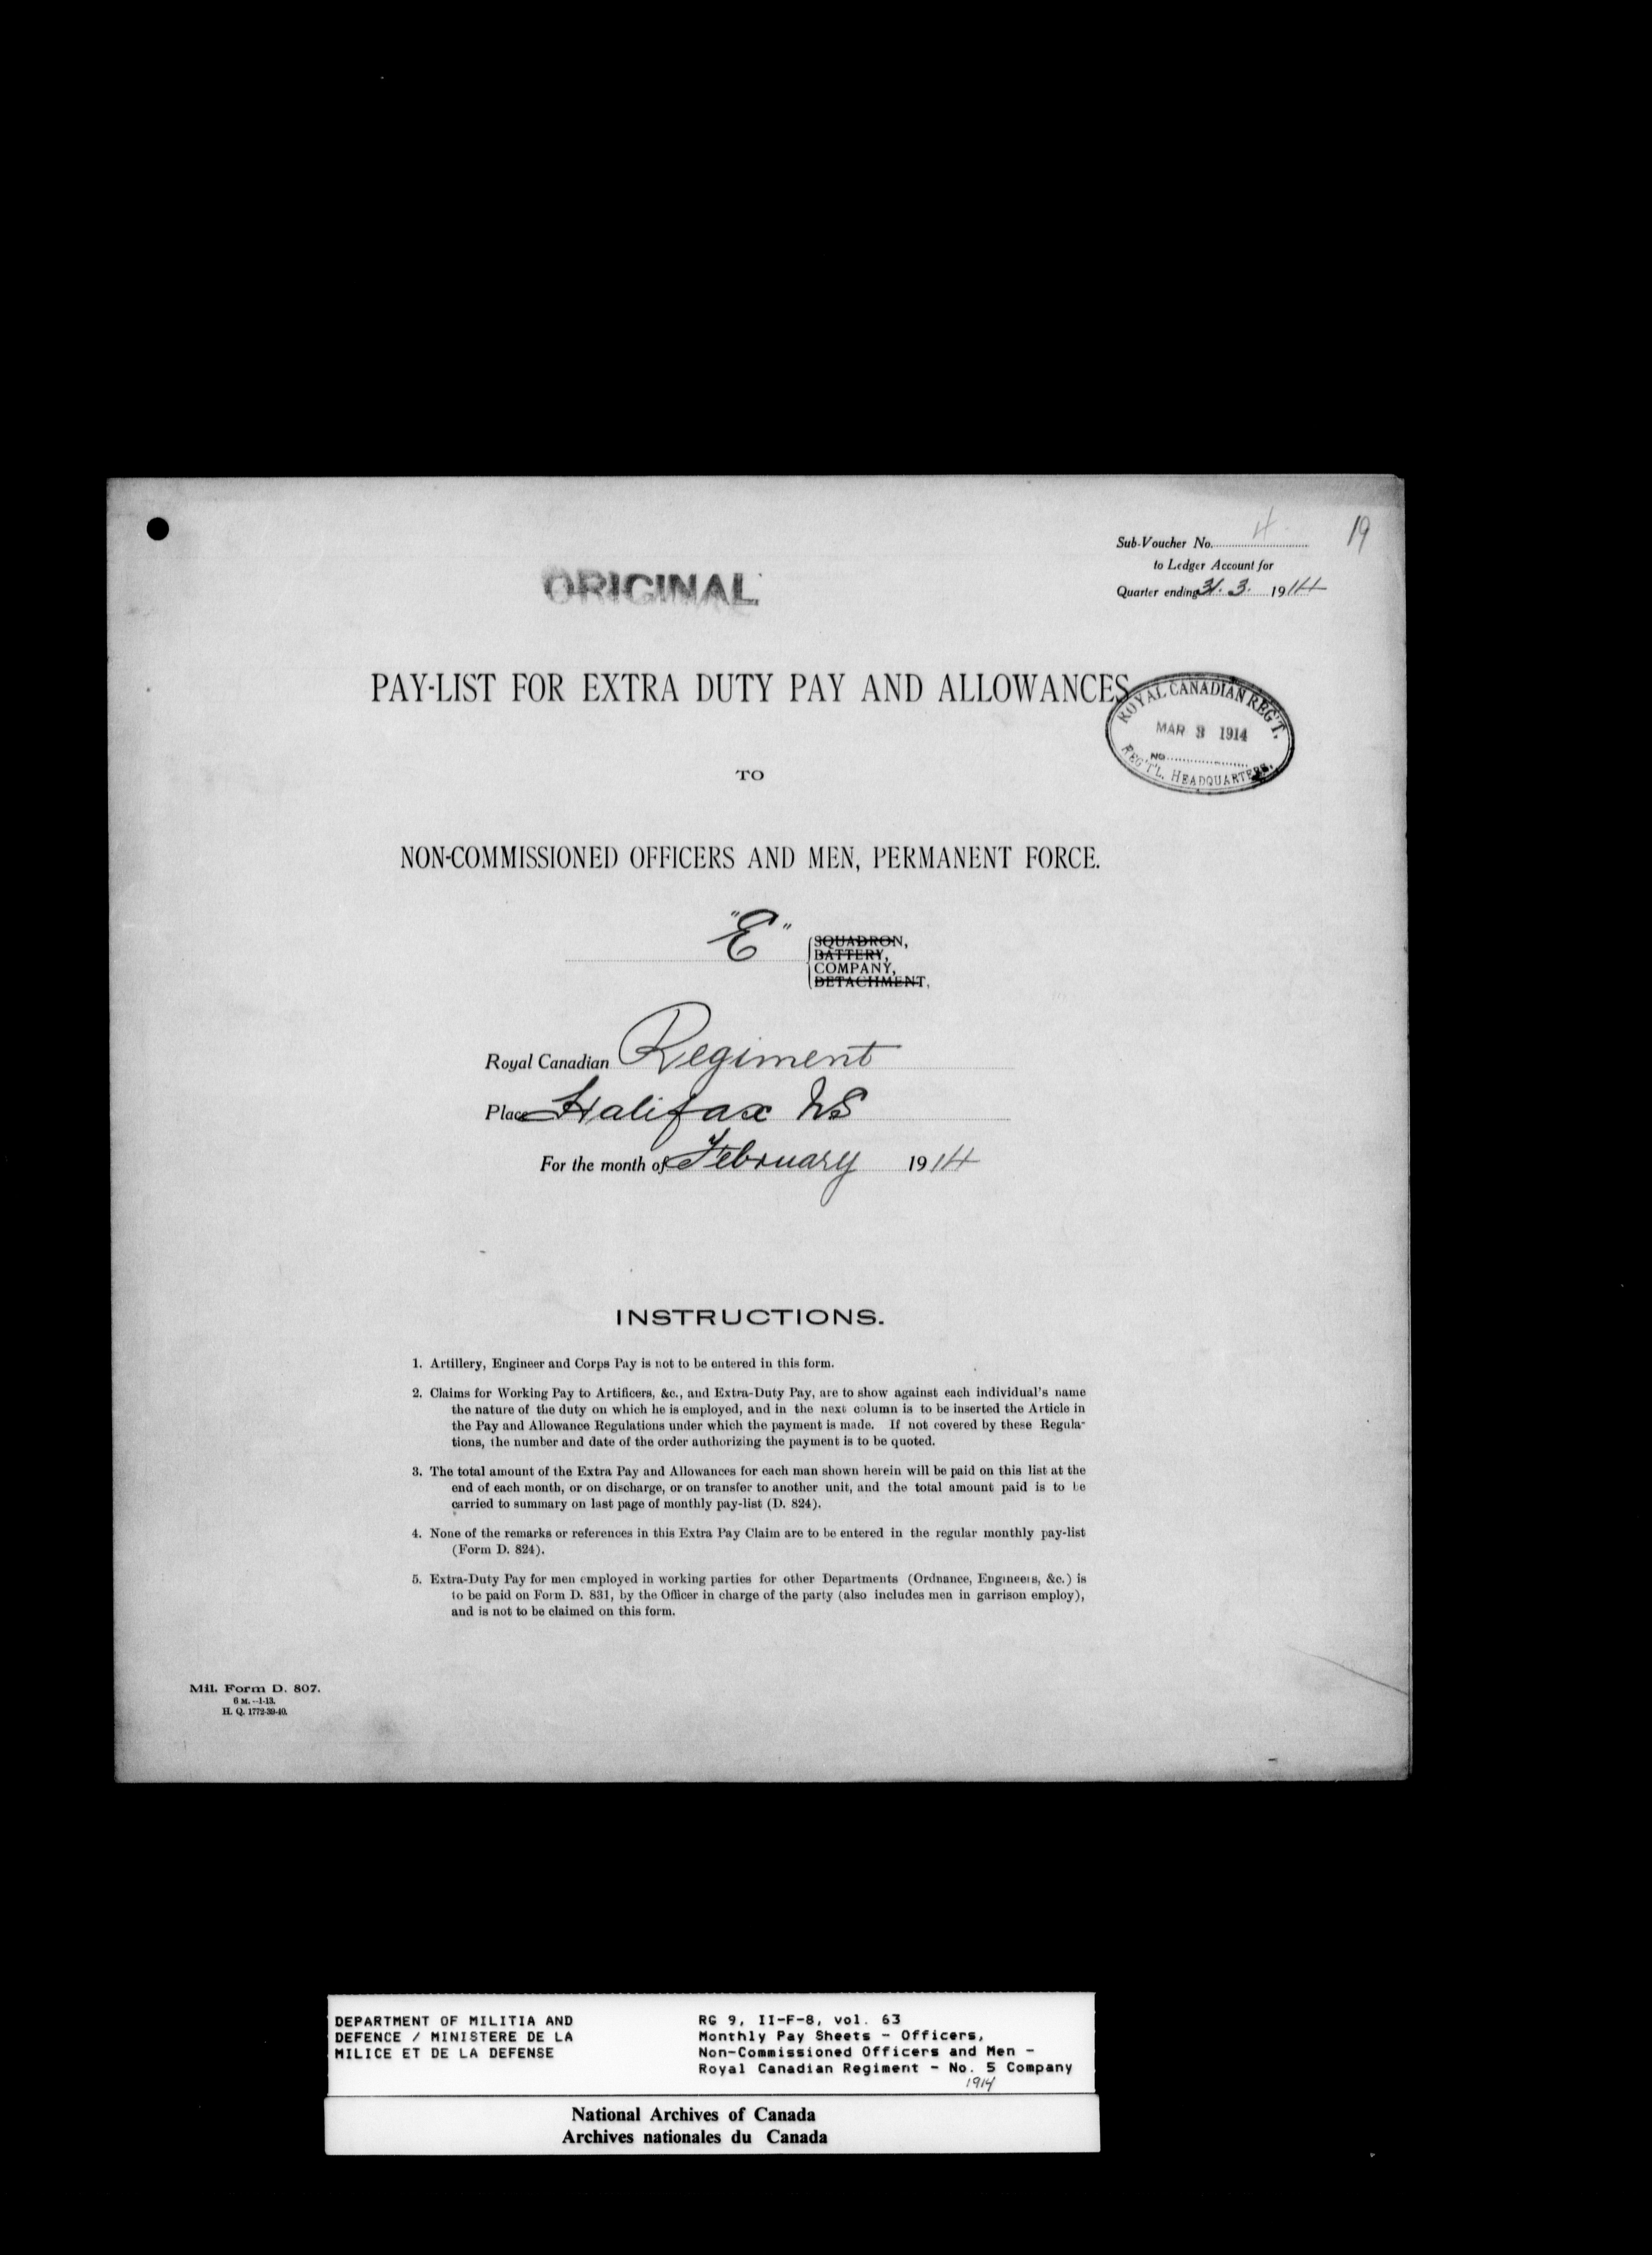 19
Sub-Voucher No. 4
to Ledger Account for
Quarter ending 31. 3. 1914
ORIGINAL
PAY-LIST FOR EXTRA DUTY PAY AND ALLOWANCES
ROYAL CANADIAN REG'T.
MAR 3 1914
NO.
REG'T'L. HEADQUARTERS.
TO
NON-COMMISSIONED OFFICERS AND MEN, PERMANENT FORCE.
"E"
SQUADRON,
BATTERY,
COMPANY,
DETACHMENT,
Royal Canadian Regiment
Place Halifax NS
For the month of February 1914
INSTRUCTIONS.
1. Artillery, Engineer and Corps Pay is not to be entered in this form.
2. Claims for Working Pay to Artificers, &c., and Extra-Duty Pay, are to show against each individual's name
the nature of the duty on which he is employed, and in the next column is to be inserted the Article in
the Pay and Allowance Regulations under which the payment is made. If not covered by these Regula-
tions, the number and date of the order authorizing the payment is to be quoted.
3. The total amount of the Extra Pay and Allowances for each man shown herein will be paid on this list at the
end of each month, or on discharge, or on transfer to another unit, and the total amount paid is to be
carried to summary on last page of monthly pay-list (D. 824).
4. None of the remarks or references in this Extra Pay Claim are to be entered in the regular monthly pay-list
(Form D. 824).
5. Extra-Duty Pay for men employed in working parties for other Departments (Ordnance, Engineers, &c.) is
to be paid on Form D. 831, by the Officer in charge of the party (also includes men in garrison employ),
and is not to be claimed on this form.
Mil. Form D. 807.
6 M.--1-13.
H. Q. 1772-39-40.
DEPARTMENT OF MILITIA AND
DEFENCE / MINISTERE DE LA
MILICE ET DE LA DEFENSE
RG 9, II-F-8, vol. 63
Monthly Pay Sheets - Officers,
Non-Commissioned Officers and Men -
Royal Canadian Regiment - No. 5 Company
1914
National Archives of Canada
Archives nationales du Canada